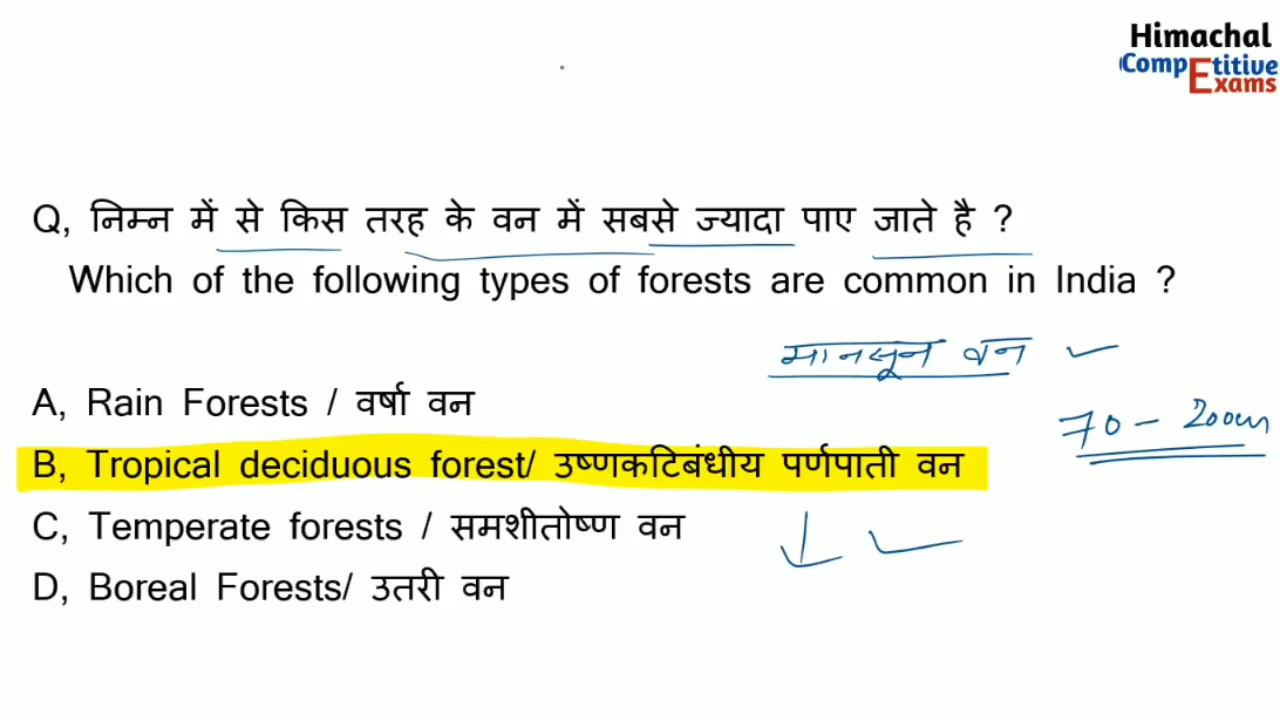 Himachal
CompEtitive
Exams
Q, निम्न में से किस तरह के वन में सबसे ज्यादा पाए जाते है ?
Which of the following types of forests are common in India ?
मानसून वन
A, Rain Forests / वर्षा वन
70 - 200cm
B, Tropical deciduous forest/ उष्णकटिबंधीय पर्णपाती वन
C, Temperate forests / समशीतोष्ण वन
D, Boreal Forests/ उतरी वन